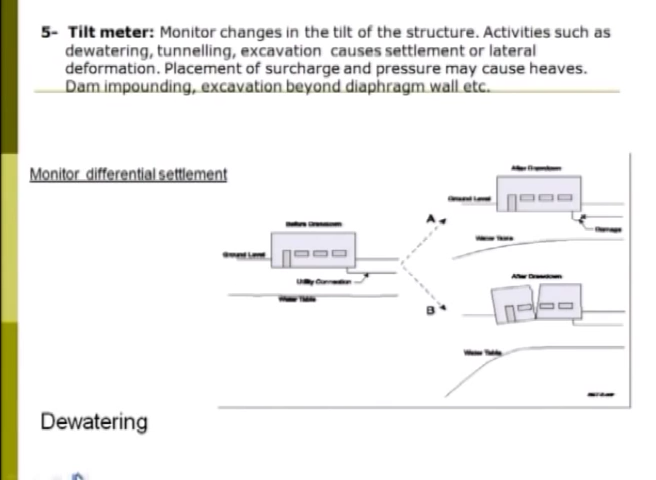 5- Tilt meter: Monitor changes in the tilt of the structure. Activities such as
dewatering, tunnelling, excavation causes settlement or lateral
deformation. Placement of surcharge and pressure may cause heaves.
Dam impounding, excavation beyond diaphragm wall etc.
Monitor differential settlement
After Drawdown
Ground Level
A
Damage
Before Drawdown
Water Table
Ground Level
After Drawdown
Utility Connection
Water Table
B
Water Table
Dewatering